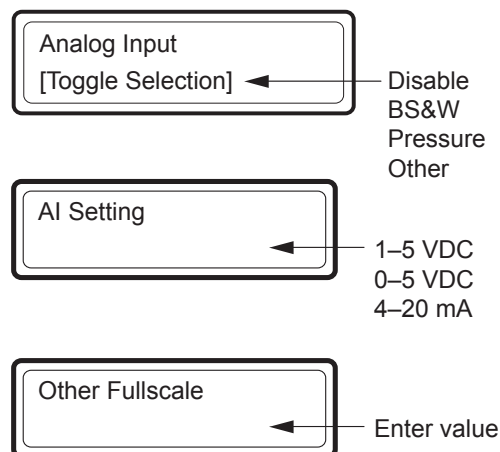 Analog Input
[Toggle Selection]
Disable
BS&W
Pressure
Other
AI Setting
1–5 VDC
0–5 VDC
4–20 mA
Other Fullscale
Enter value